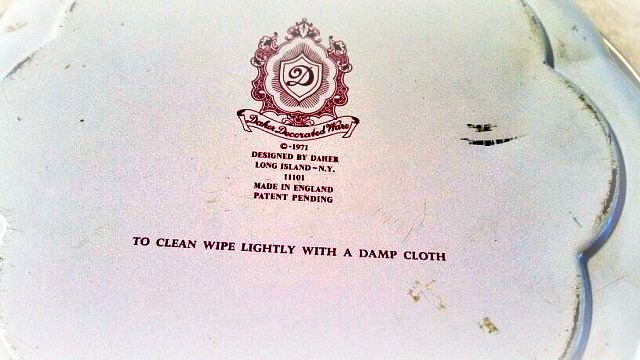 D
Daher Decorated Ware
©-1971
DESIGNED BY DAHER
LONG ISLAND-N.Y.
11101
MADE IN ENGLAND
PATENT PENDING
TO CLEAN WIPE LIGHTLY WITH A DAMP CLOTH